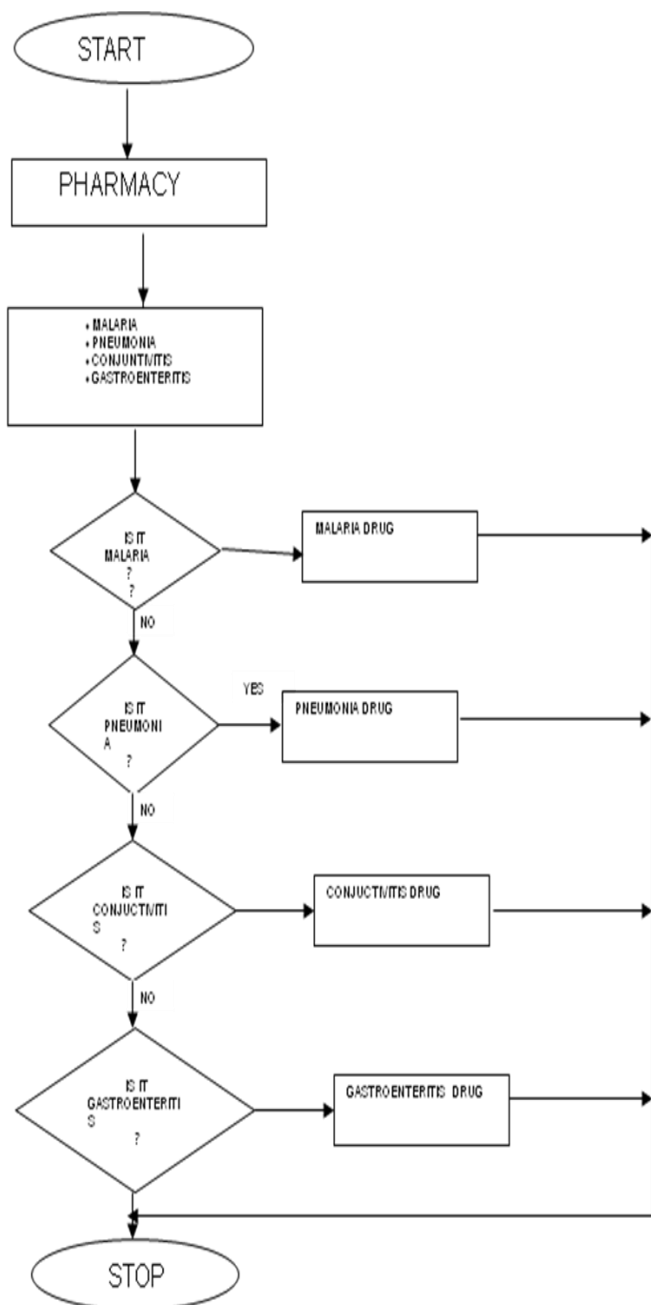 START
PHARMACY
• MALARIA
• PNEUMONIA
• CONJUNTIVITIS
• GASTROENTERITIS
IS IT
MALARIA
?
?
MALARIA DRUG
NO
IS IT
PNEUMONI
A
?
YES
PNEUMONIA DRUG
NO
IS IT
CONJUCTIVITI
S
?
CONJUCTIVITIS DRUG
NO
IS IT
GASTROENTERITI
S
?
GASTROENTERITIS DRUG
STOP